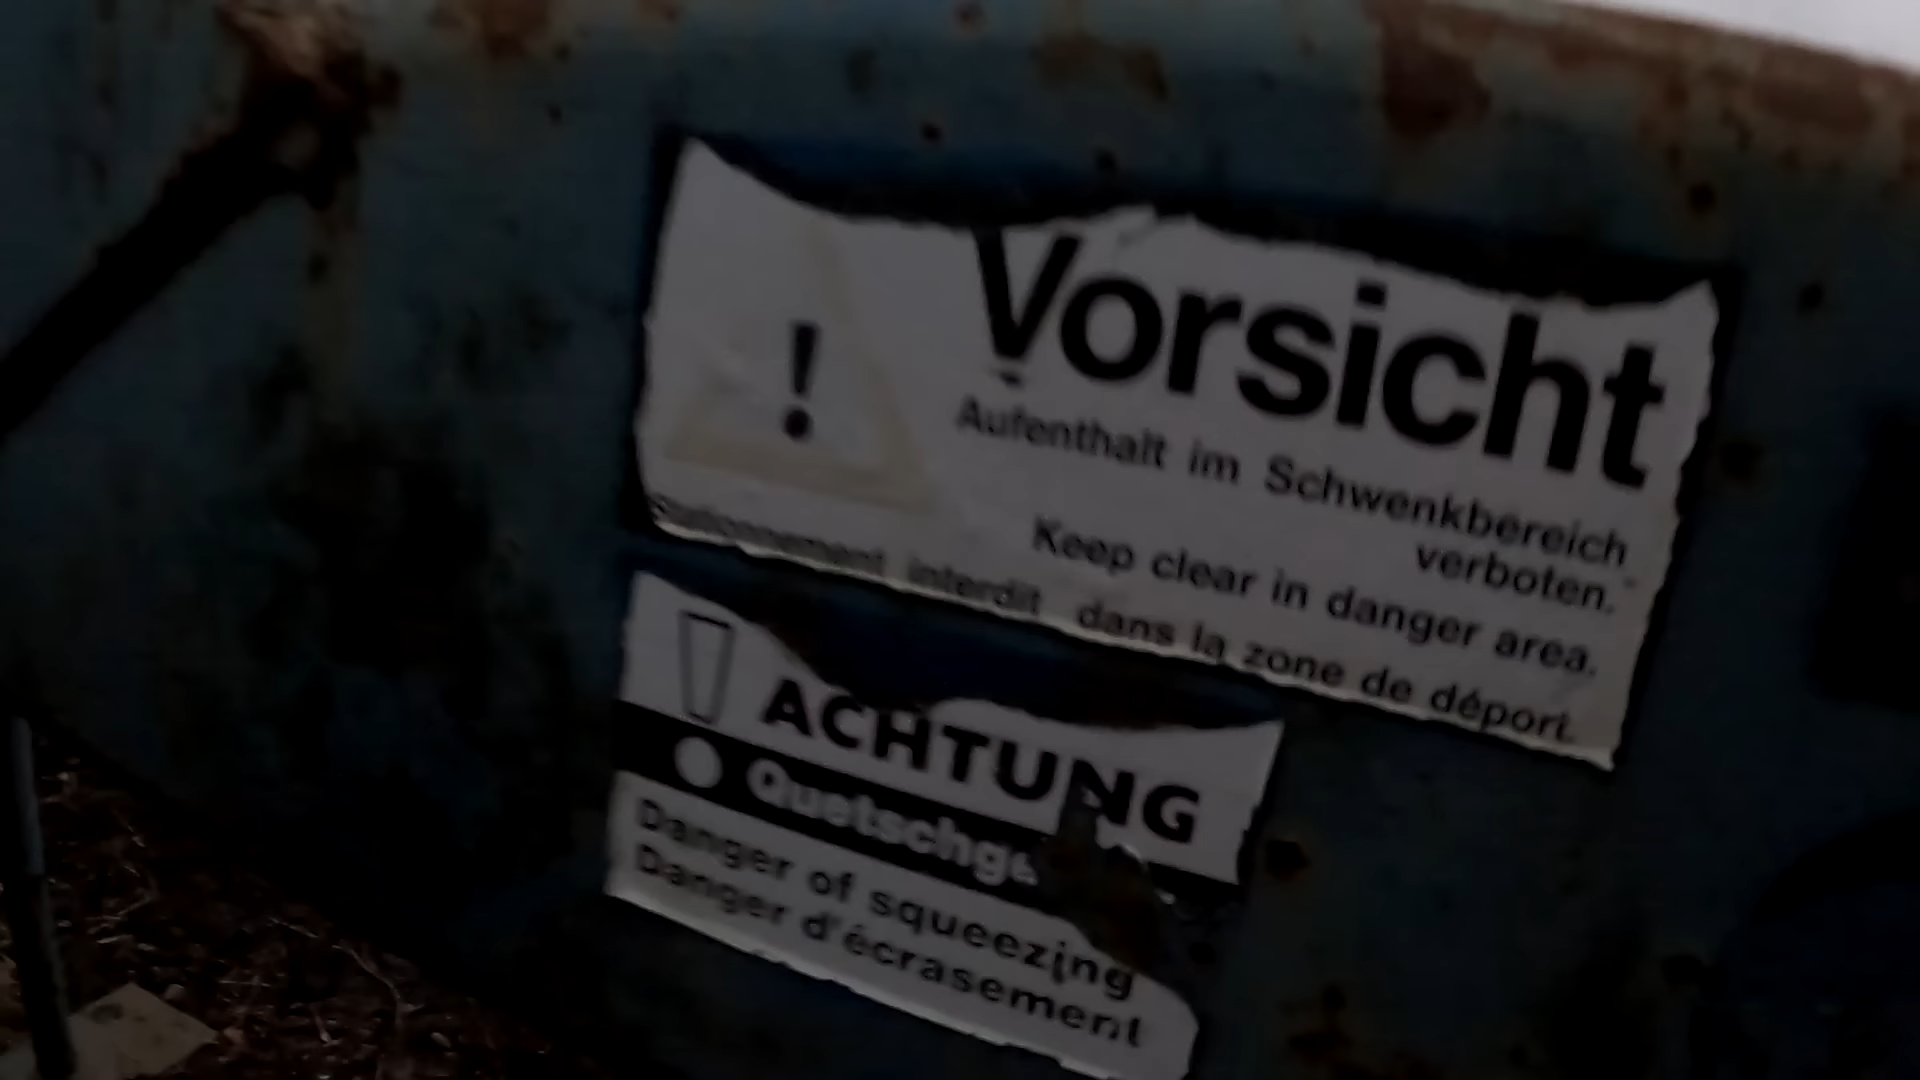 !
Vorsicht
Aufenthalt im Schwenkbereich
verboten.
Keep clear in danger area.
Stationnement interdit dans la zone de déport.
ACHTUNG
Danger of squeezing
Danger d'écrasement